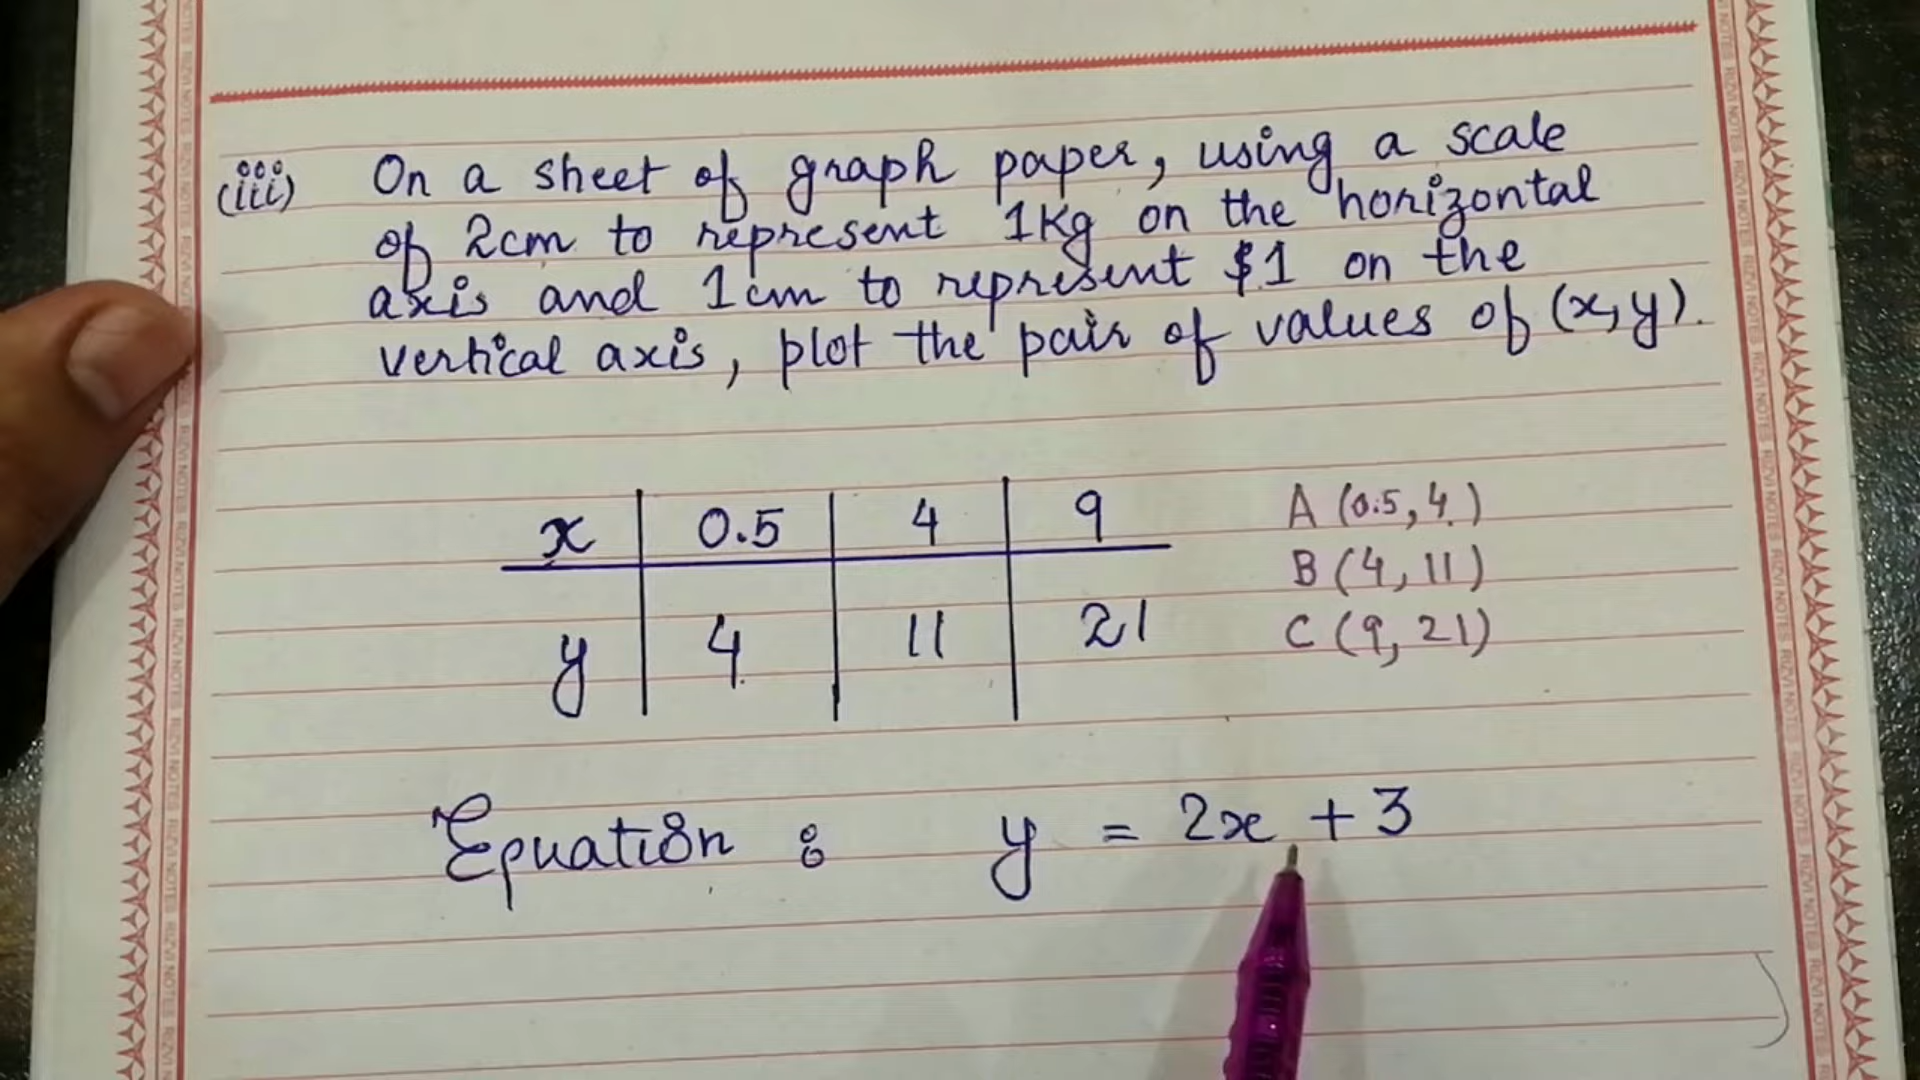 (iii) On a sheet of graph paper, using a scale
of 2cm to represent 1Kg on the horizontal
axis and 1cm to represent $1 on the
vertical axis, plot the pair of values of (x,y).
x | 0.5 | 4 | 9
y | 4 | 11 | 21
A (0.5, 4)
B (4, 11)
C (9, 21)
Equation : y = 2x + 3
RIZVI NOTES